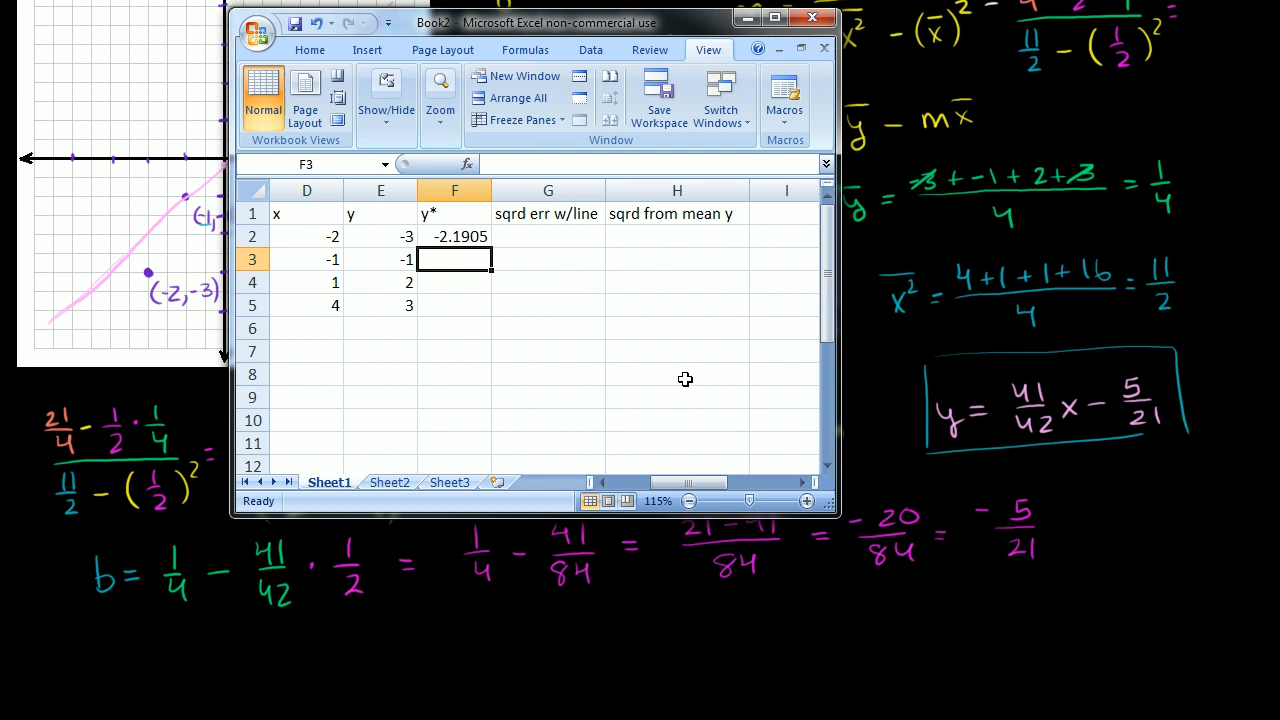 Book2 - Microsoft Excel non-commercial use
Home Insert Page Layout Formulas Data Review View
Normal
Page Layout
Show/Hide
Zoom
New Window
Arrange All
Freeze Panes
Save Workspace
Switch Windows
Macros
Workbook Views
Window
Macros
F3
fx
D E F G H I
1 x y y* sqrd err w/line sqrd from mean y
2 -2 -3 -2.1905
3 -1 -1
4 1 2
5 4 3
6
7
8
9
10
11
12
Sheet1 Sheet2 Sheet3
Ready 115%
(-1,
(-2,-3)
x̅² - (x̅)²
11/2 - (1/2)² =
y̅ - mx̅
y̅ = (-3 + -1 + 2 + 3)/4 = 1/4
x̅² = (4+1+1+16)/4 = 11/2
y = 41/42 x - 5/21
(21/4 - 1/2 · 1/4)/(11/2 - (1/2)²) =
b = 1/4 - 41/42 · 1/2 = 1/4 - 41/84 = (21-41)/84 = -20/84 = -5/21